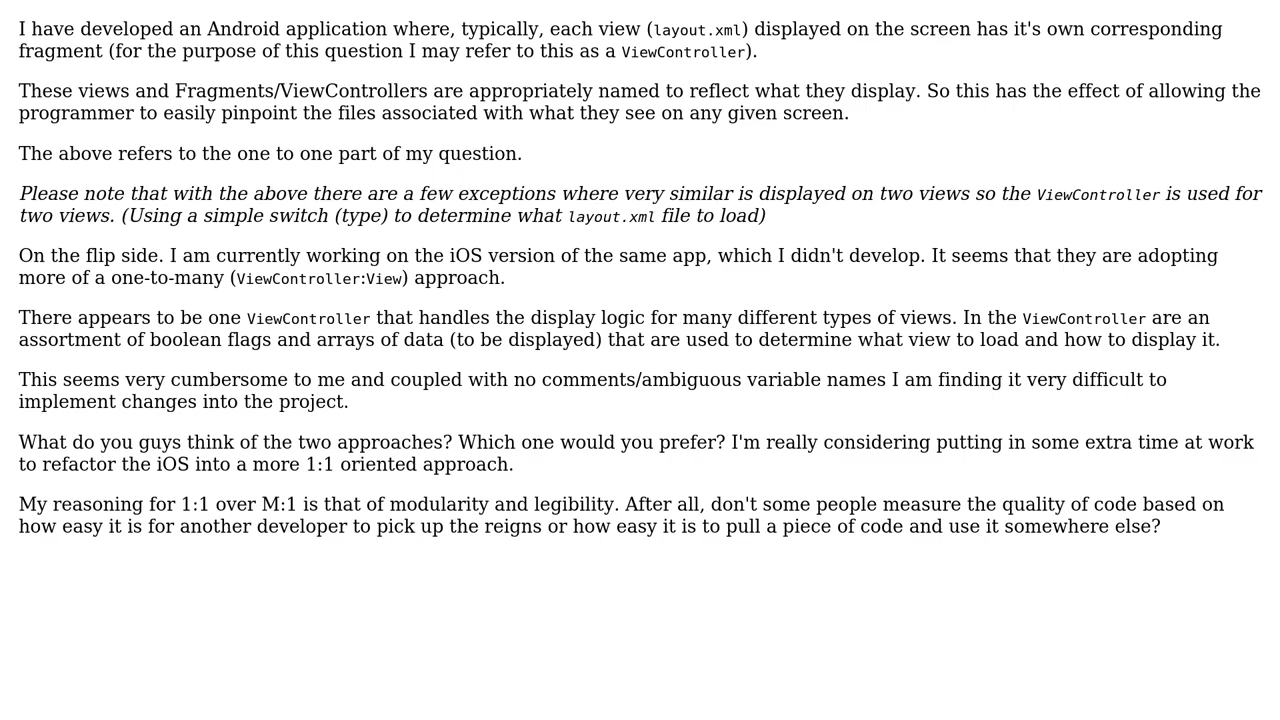 I have developed an Android application where, typically, each view (layout.xml) displayed on the screen has it's own corresponding
fragment (for the purpose of this question I may refer to this as a ViewController).
These views and Fragments/ViewControllers are appropriately named to reflect what they display. So this has the effect of allowing the
programmer to easily pinpoint the files associated with what they see on any given screen.
The above refers to the one to one part of my question.
Please note that with the above there are a few exceptions where very similar is displayed on two views so the ViewController is used for
two views. (Using a simple switch (type) to determine what layout.xml file to load)
On the flip side. I am currently working on the iOS version of the same app, which I didn't develop. It seems that they are adopting
more of a one-to-many (ViewController:View) approach.
There appears to be one ViewController that handles the display logic for many different types of views. In the ViewController are an
assortment of boolean flags and arrays of data (to be displayed) that are used to determine what view to load and how to display it.
This seems very cumbersome to me and coupled with no comments/ambiguous variable names I am finding it very difficult to
implement changes into the project.
What do you guys think of the two approaches? Which one would you prefer? I'm really considering putting in some extra time at work
to refactor the iOS into a more 1:1 oriented approach.
My reasoning for 1:1 over M:1 is that of modularity and legibility. After all, don't some people measure the quality of code based on
how easy it is for another developer to pick up the reigns or how easy it is to pull a piece of code and use it somewhere else?